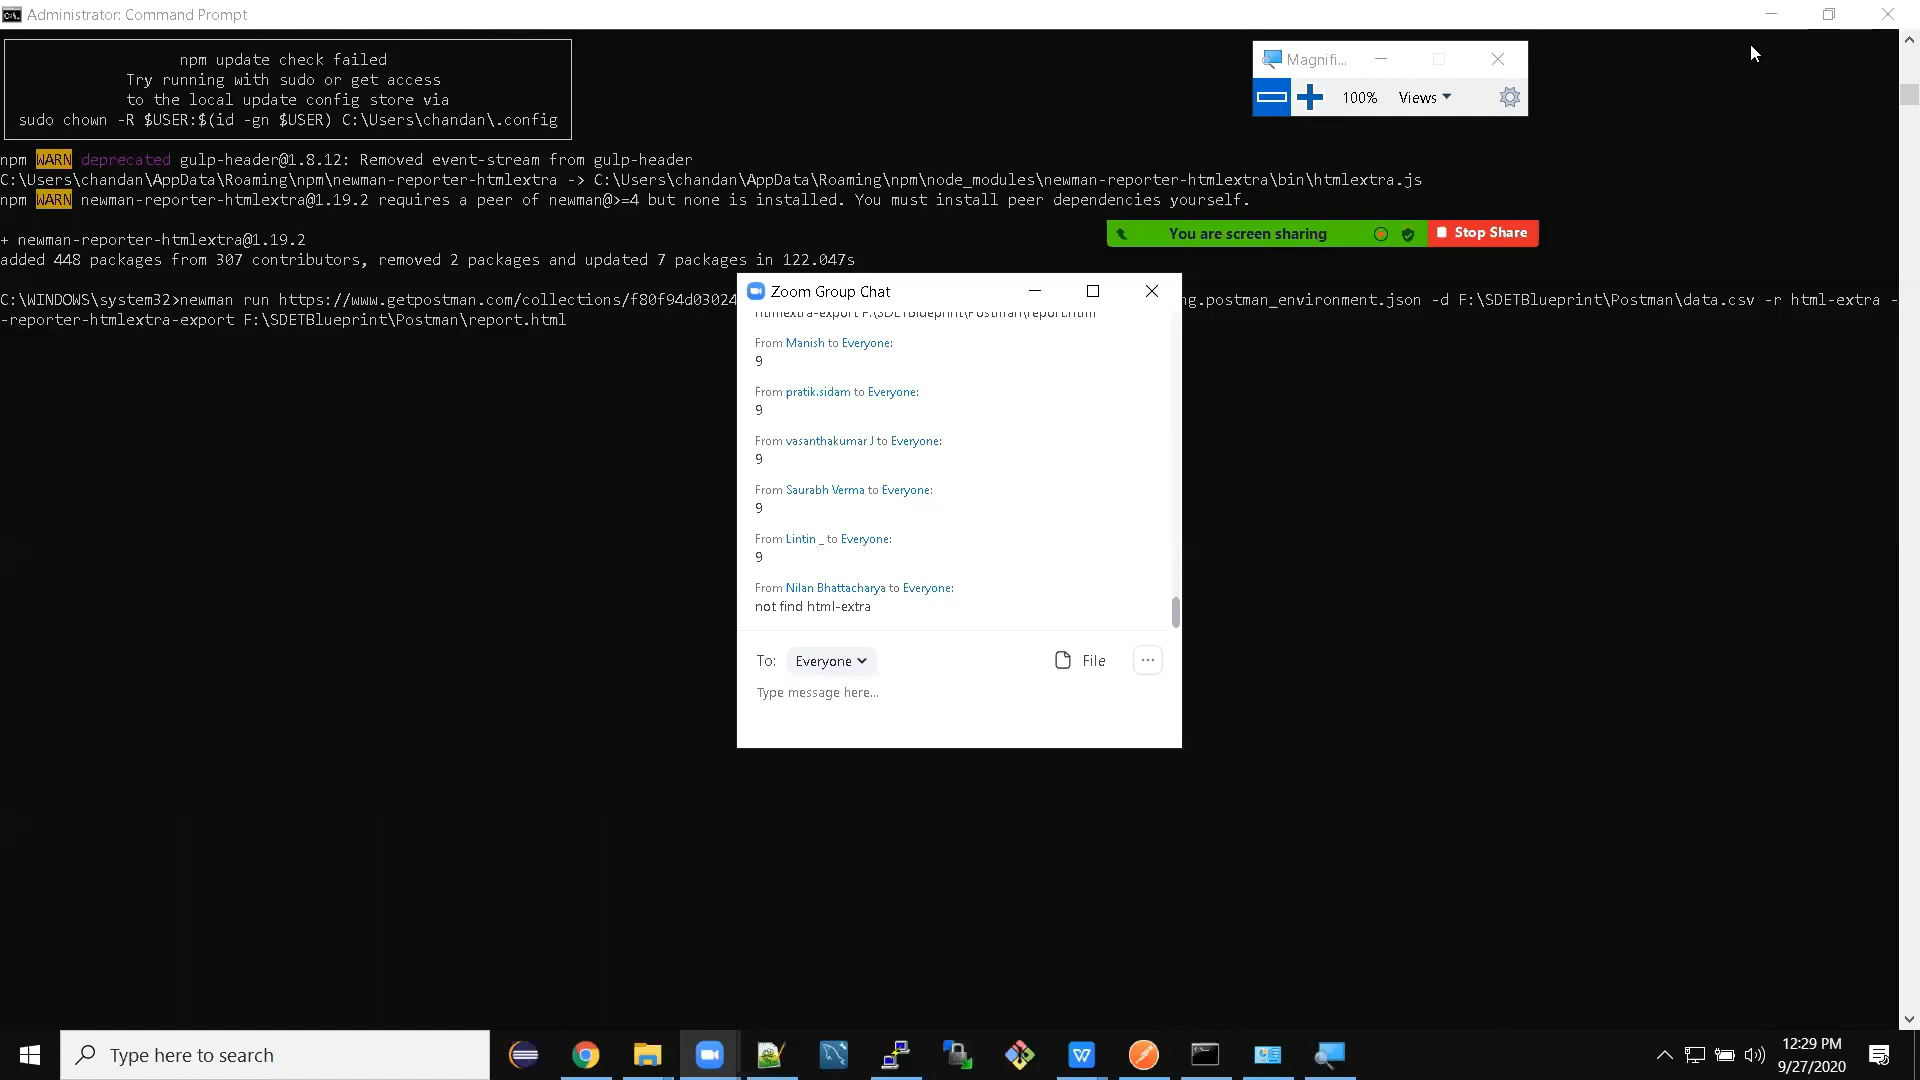 Administrator: Command Prompt
npm update check failed
Try running with sudo or get access
to the local update config store via
sudo chown -R $USER:$(id -gn $USER) C:\Users\chandan\.config
npm WARN deprecated gulp-header@1.8.12: Removed event-stream from gulp-header
C:\Users\chandan\AppData\Roaming\npm\newman-reporter-htmlextra -> C:\Users\chandan\AppData\Roaming\npm\node_modules\newman-reporter-htmlextra\bin\htmlextra.js
npm WARN newman-reporter-htmlextra@1.19.2 requires a peer of newman@>=4 but none is installed. You must install peer dependencies yourself.
+ newman-reporter-htmlextra@1.19.2
added 448 packages from 307 contributors, removed 2 packages and updated 7 packages in 122.047s
C:\WINDOWS\system32>newman run https://www.getpostman.com/collections/f80f94d03024
ng.postman_environment.json -d F:\SDETBlueprint\Postman\data.csv -r html-extra -
-reporter-htmlextra-export F:\SDETBlueprint\Postman\report.html
Magnifi...
100% Views
You are screen sharing
Stop Share
Zoom Group Chat
htmlextra-export F:\SDETBlueprint\Postman\report.html
From Manish to Everyone:
9
From pratik.sidam to Everyone:
9
From vasanthakumar J to Everyone:
9
From Saurabh Verma to Everyone:
9
From Lintin _ to Everyone:
9
From Nilan Bhattacharya to Everyone:
not find html-extra
To: Everyone
File
...
Type message here...
Type here to search
12:29 PM
9/27/2020